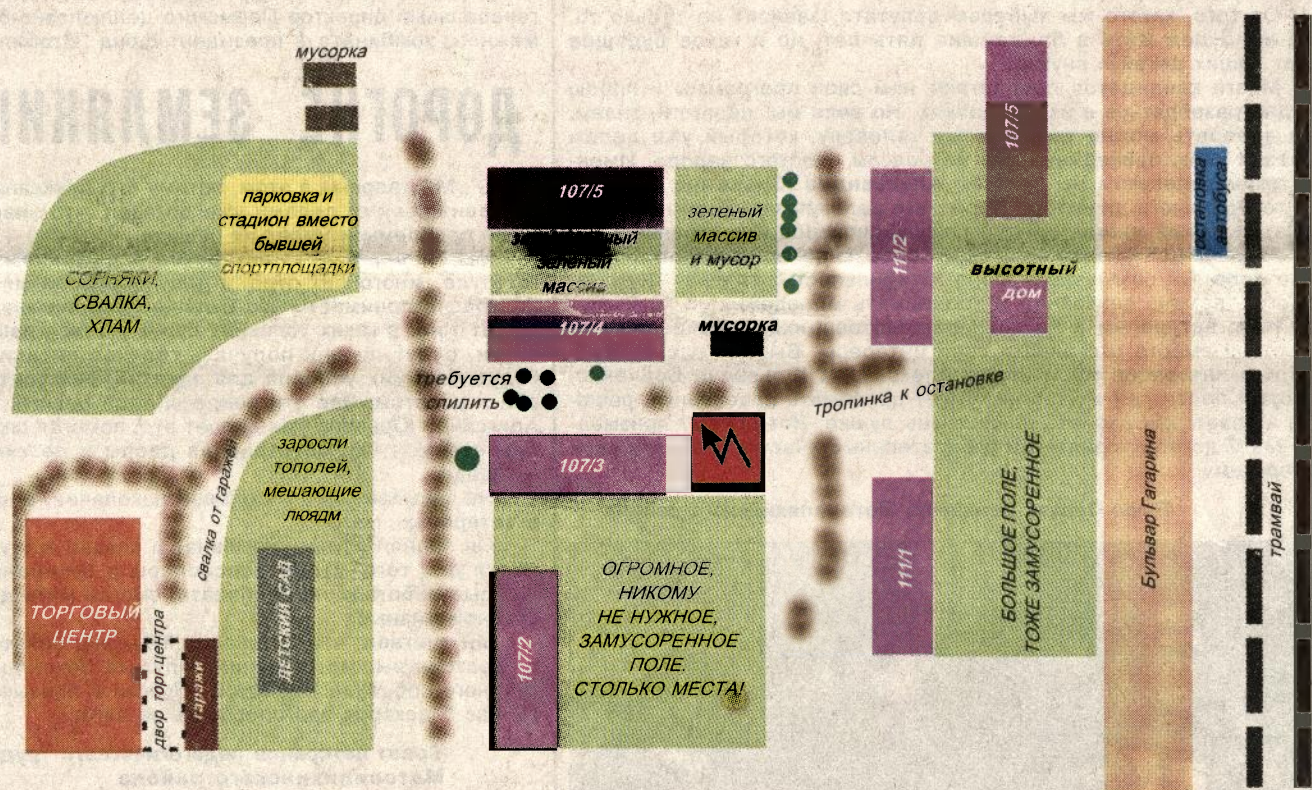 мусорка
парковка и
стадион вместо
бывшей
спортплощадки
СОРНЯКИ,
СВАЛКА,
ХЛАМ
107/5
зеленый
массив
зеленый
массив
и мусор
107/4
мусорка
требуется
спилить
107/3
тропинка к остановке
111/2
107/5
высотный
дом
остановка
автобуса
заросли
тополей,
мешающие
люядм
свалка от гаражей
ДЕТСКИЙ САД
ТОРГОВЫЙ
ЦЕНТР
двор торг.центра
гаражи
107/2
ОГРОМНОЕ,
НИКОМУ
НЕ НУЖНОЕ,
ЗАМУСОРЕННОЕ
ПОЛЕ.
СТОЛЬКО МЕСТА!
111/1
БОЛЬШОЕ ПОЛЕ,
ТОЖЕ ЗАМУСОРЕННОЕ
Бульвар Гагарина
трамвай